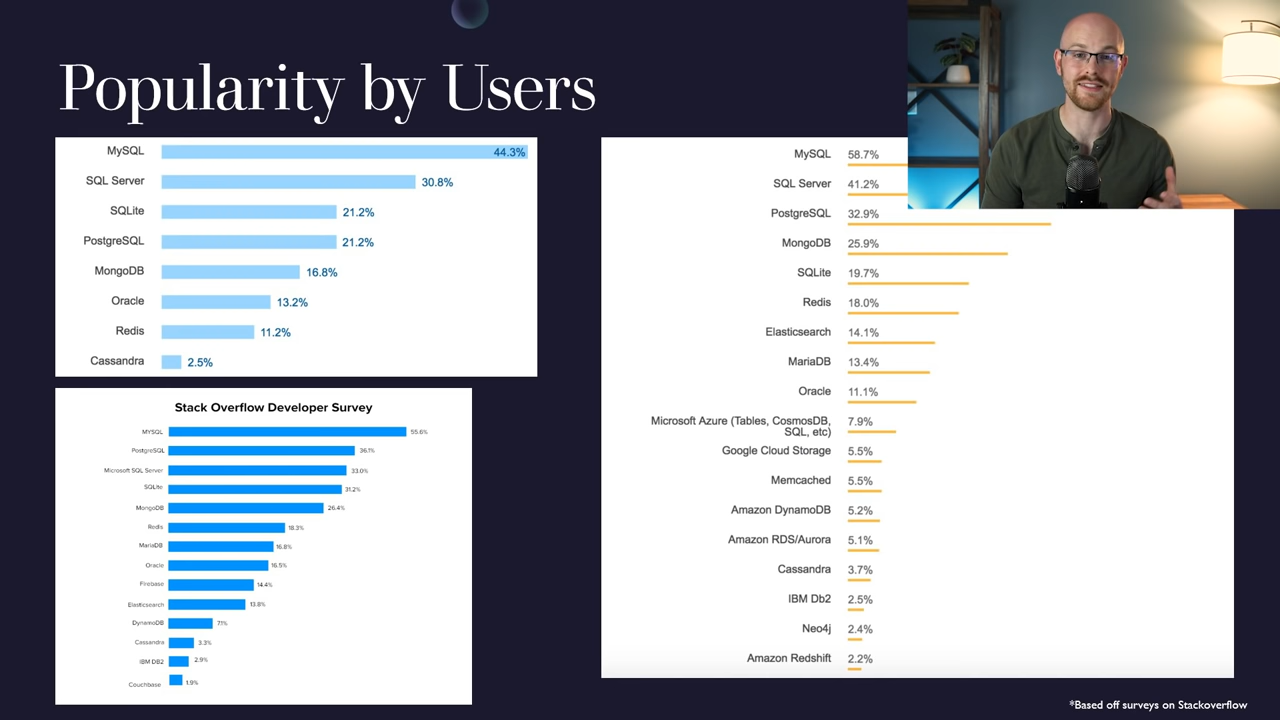 Popularity by Users
MySQL 44.3%
SQL Server 30.8%
SQLite 21.2%
PostgreSQL 21.2%
MongoDB 16.8%
Oracle 13.2%
Redis 11.2%
Cassandra 2.5%
Stack Overflow Developer Survey
MYSQL 55.6%
PostgreSQL 36.1%
Microsoft SQL Server 33.0%
SQLite 31.2%
MongoDB 26.4%
Redis 18.3%
MariaDB 16.8%
Oracle 16.5%
Firebase 14.4%
Elasticsearch 13.8%
DynamoDB 7.1%
Cassandra 3.3%
IBM DB2 2.9%
Couchbase 1.9%
MySQL 58.7%
SQL Server 41.2%
PostgreSQL 32.9%
MongoDB 25.9%
SQLite 19.7%
Redis 18.0%
Elasticsearch 14.1%
MariaDB 13.4%
Oracle 11.1%
Microsoft Azure (Tables, CosmosDB, 7.9%
SQL, etc)
Google Cloud Storage 5.5%
Memcached 5.5%
Amazon DynamoDB 5.2%
Amazon RDS/Aurora 5.1%
Cassandra 3.7%
IBM Db2 2.5%
Neo4j 2.4%
Amazon Redshift 2.2%
*Based off surveys on Stackoverflow